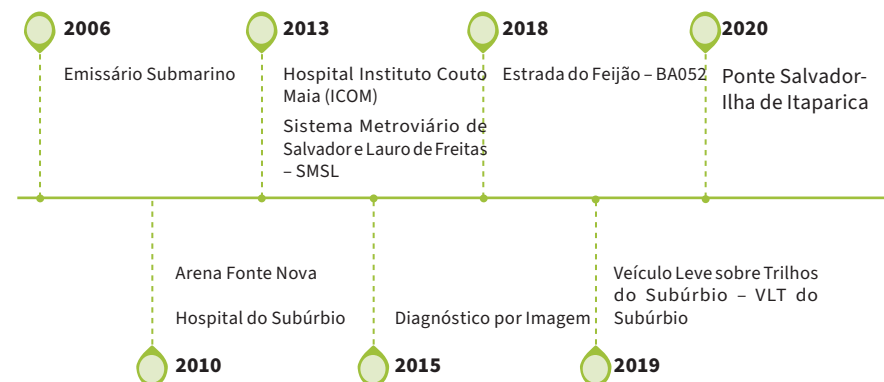 2006
Emissário Submarino
2013
Hospital Instituto Couto
Maia (ICOM)
Sistema Metroviário de
Salvador e Lauro de Freitas
– SMSL
2018
Estrada do Feijão – BA052
2020
Ponte Salvador-
Ilha de Itaparica
Arena Fonte Nova
Hospital do Subúrbio
2010
Diagnóstico por Imagem
2015
Veículo Leve sobre Trilhos
do Subúrbio – VLT do
Subúrbio
2019